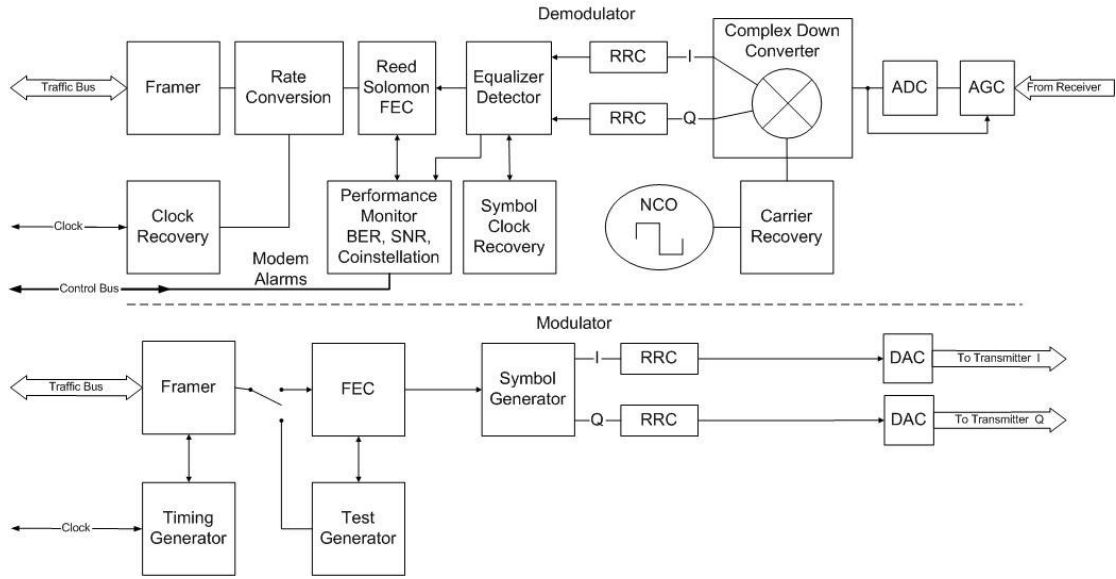 Demodulator
Complex Down
Converter
Traffic Bus
Framer
Rate
Conversion
Reed
Solomon
FEC
Equalizer
Detector
RRC
I
RRC
Q
ADC
AGC
From Receiver
Clock
Clock
Recovery
Performance
Monitor
BER, SNR,
Coinstellation
Symbol
Clock
Recovery
NCO
Carrier
Recovery
Modem
Alarms
Control Bus
Modulator
Traffic Bus
Framer
FEC
Symbol
Generator
I
RRC
DAC
To Transmitter I
Q
RRC
DAC
To Transmitter Q
Clock
Timing
Generator
Test
Generator